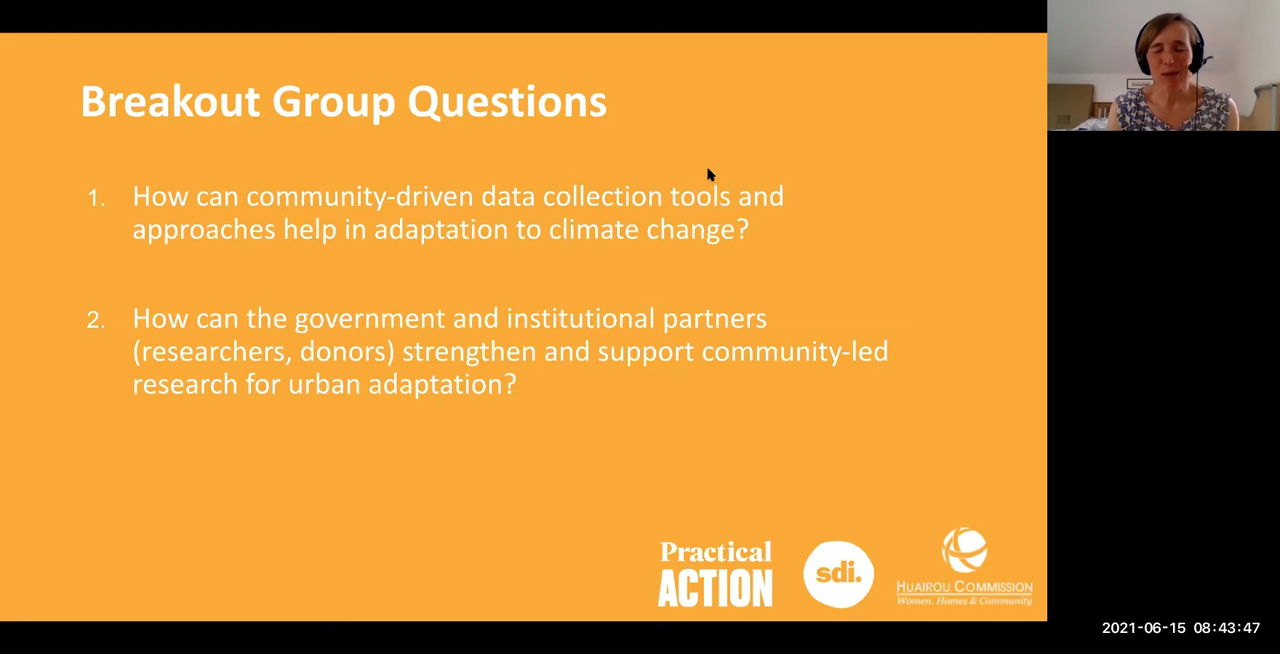 Breakout Group Questions
1. How can community-driven data collection tools and
approaches help in adaptation to climate change?
2. How can the government and institutional partners
(researchers, donors) strengthen and support community-led
research for urban adaptation?
Practical
ACTION
sdi.
HUAIROU COMMISSION
Women, Homes & Community
2021-06-15 08:43:47